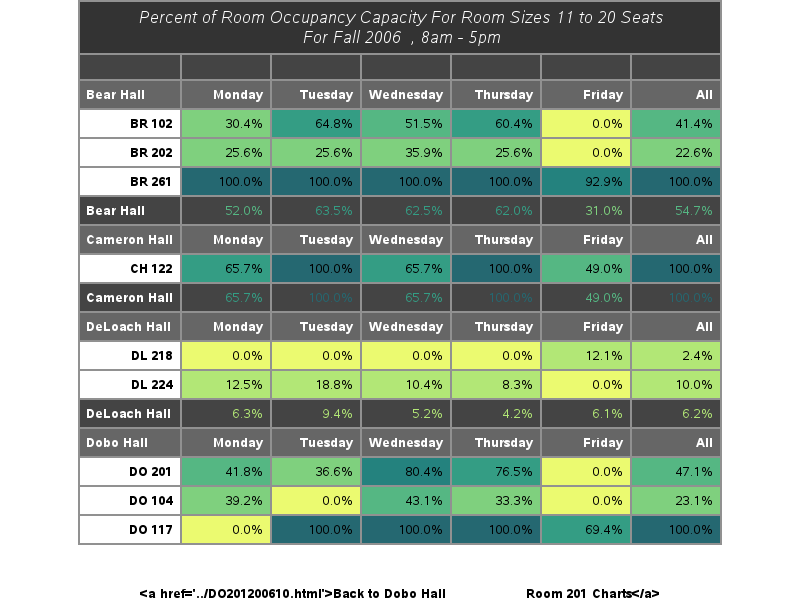 Percent of Room Occupancy Capacity For Room Sizes 11 to 20 Seats
For Fall 2006 , 8am - 5pm
Bear Hall Monday Tuesday Wednesday Thursday Friday All
BR 102 30.4% 64.8% 51.5% 60.4% 0.0% 41.4%
BR 202 25.6% 25.6% 35.9% 25.6% 0.0% 22.6%
BR 261 100.0% 100.0% 100.0% 100.0% 92.9% 100.0%
Bear Hall 52.0% 63.5% 62.5% 62.0% 31.0% 54.7%
Cameron Hall Monday Tuesday Wednesday Thursday Friday All
CH 122 65.7% 100.0% 65.7% 100.0% 49.0% 100.0%
Cameron Hall 65.7% 100.0% 65.7% 100.0% 49.0% 100.0%
DeLoach Hall Monday Tuesday Wednesday Thursday Friday All
DL 218 0.0% 0.0% 0.0% 0.0% 12.1% 2.4%
DL 224 12.5% 18.8% 10.4% 8.3% 0.0% 10.0%
DeLoach Hall 6.3% 9.4% 5.2% 4.2% 6.1% 6.2%
Dobo Hall Monday Tuesday Wednesday Thursday Friday All
DO 201 41.8% 36.6% 80.4% 76.5% 0.0% 47.1%
DO 104 39.2% 0.0% 43.1% 33.3% 0.0% 23.1%
DO 117 0.0% 100.0% 100.0% 100.0% 69.4% 100.0%
<a href='../DO201200610.html'>Back to Dobo Hall Room 201 Charts</a>